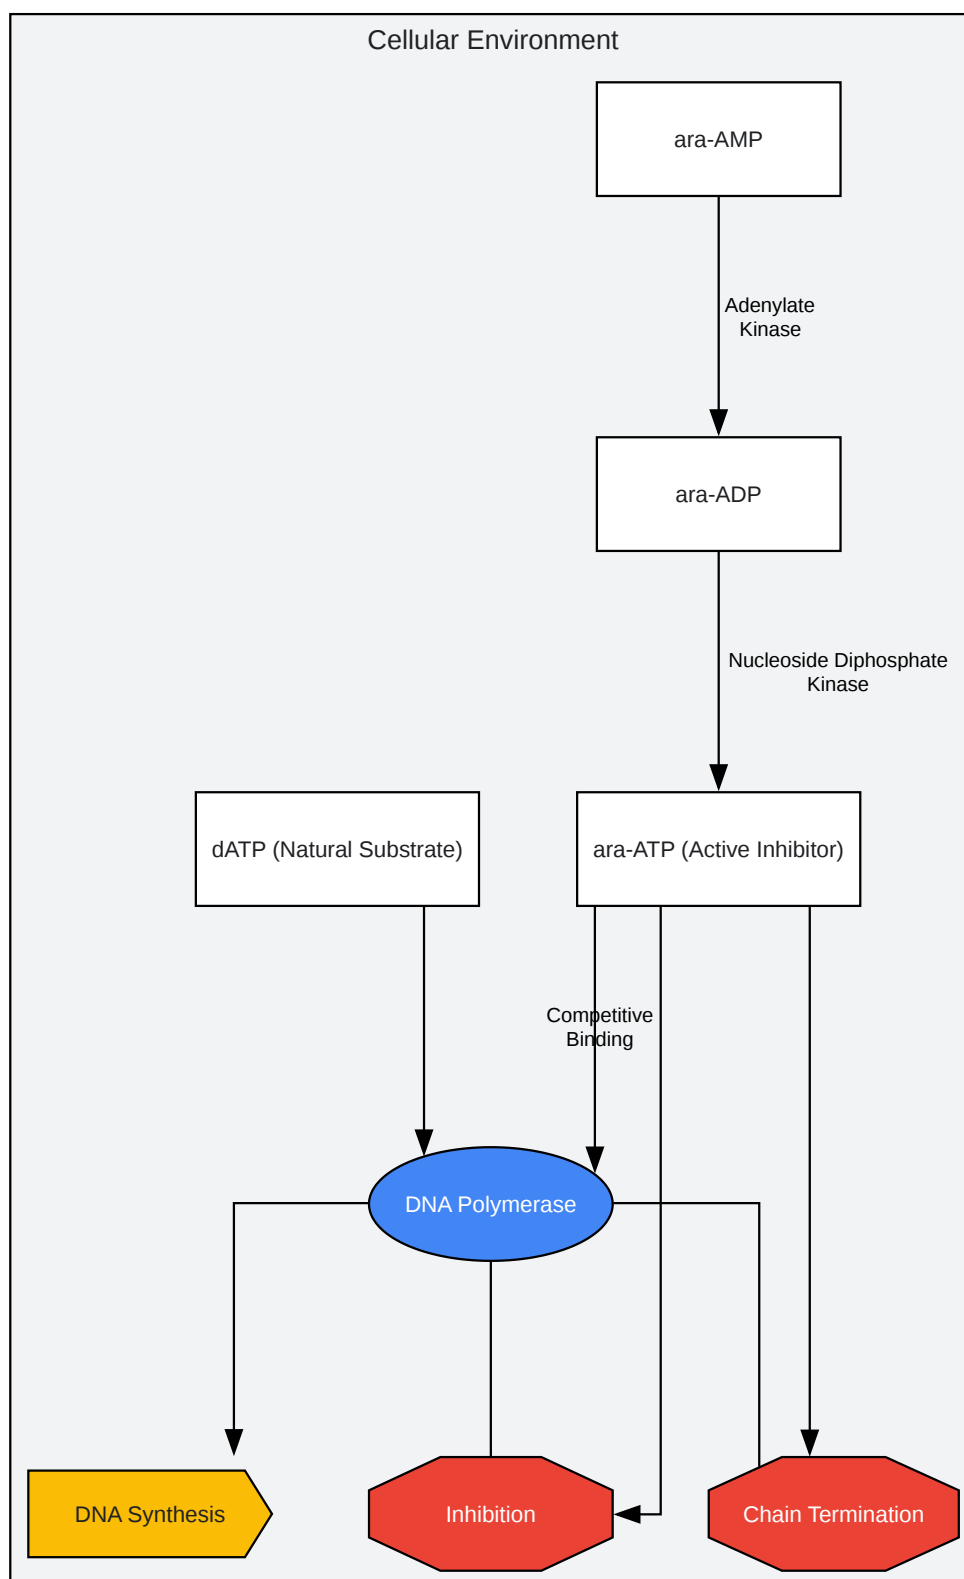 Cellular Environment
ara-AMP
Adenylate
Kinase
ara-ADP
Nucleoside Diphosphate
Kinase
dATP (Natural Substrate)
ara-ATP (Active Inhibitor)
Competitive
Binding
DNA Polymerase
DNA Synthesis
Inhibition
Chain Termination